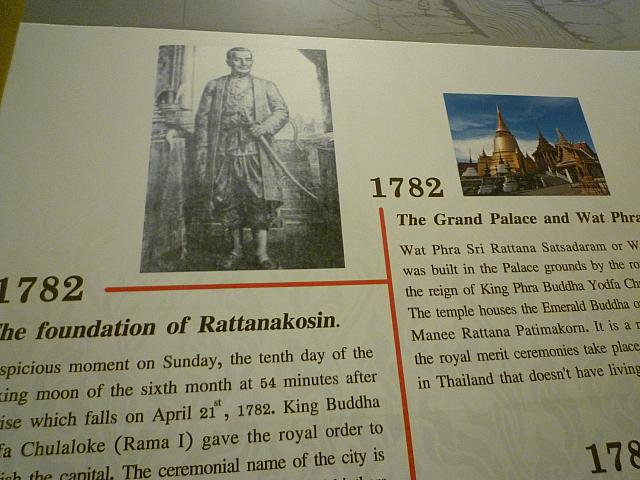 1782
The foundation of Rattanakosin.
spicious moment on Sunday, the tenth day of the
king moon of the sixth month at 54 minutes after
ise which falls on April 21st, 1782. King Buddha
fa Chulaloke (Rama I) gave the royal order to
ish the capital. The ceremonial name of the city is
1782
The Grand Palace and Wat Phra
Wat Phra Sri Rattana Satsadaram or W
was built in the Palace grounds by the ro
the reign of King Phra Buddha Yodfa Ch
The temple houses the Emerald Buddha o
Manee Rattana Patimakorn. It is a
the royal merit ceremonies take place
in Thailand that doesn't have living
178